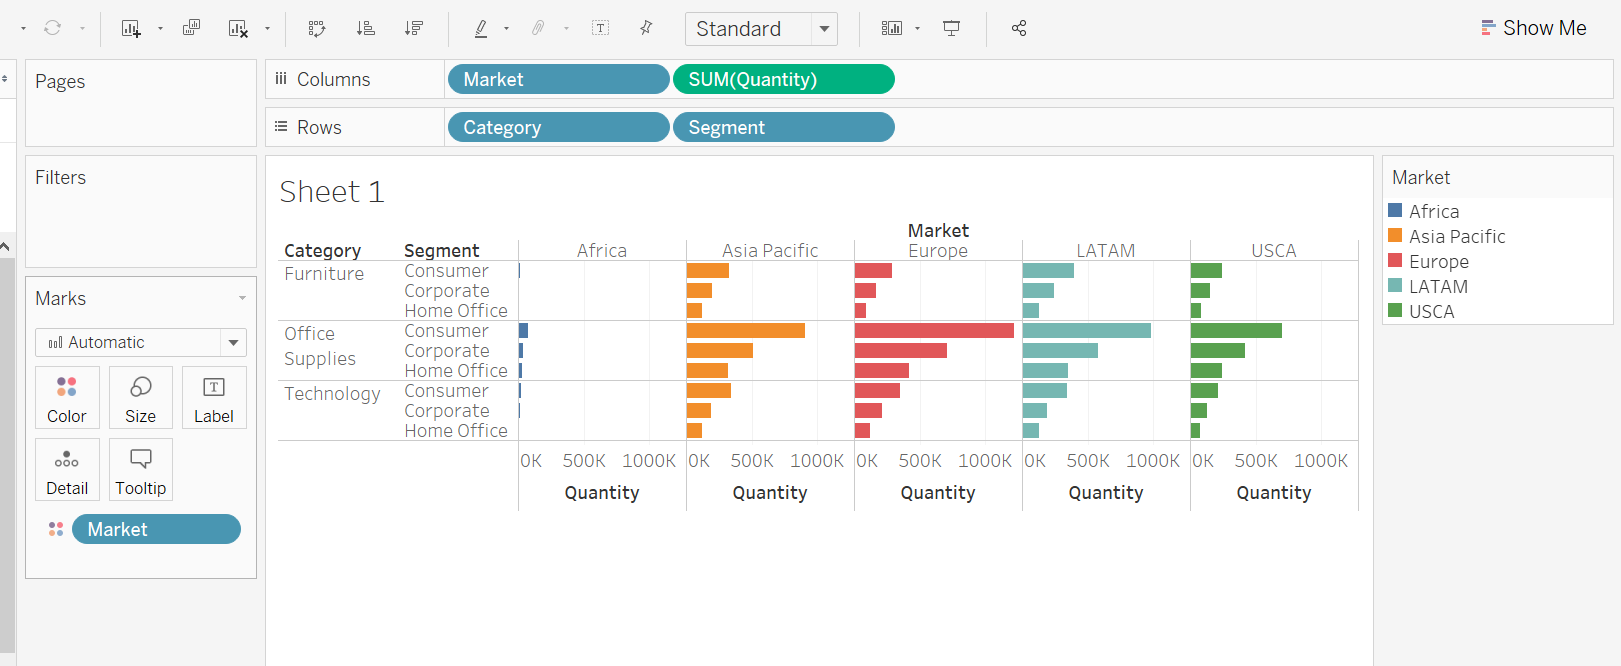 Standard
Show Me
Pages
Columns
Market
SUM(Quantity)
Rows
Category
Segment
Filters
Marks
Automatic
Color
Size
Label
Detail
Tooltip
Market
Sheet 1
Market
Category Segment Africa Asia Pacific Europe LATAM USCA
Furniture Consumer
Corporate
Home Office
Office Supplies Consumer
Corporate
Home Office
Technology Consumer
Corporate
Home Office
0K 500K 1000K 0K 500K 1000K 0K 500K 1000K 0K 500K 1000K 0K 500K 1000K
Quantity Quantity Quantity Quantity Quantity
Market
Africa
Asia Pacific
Europe
LATAM
USCA